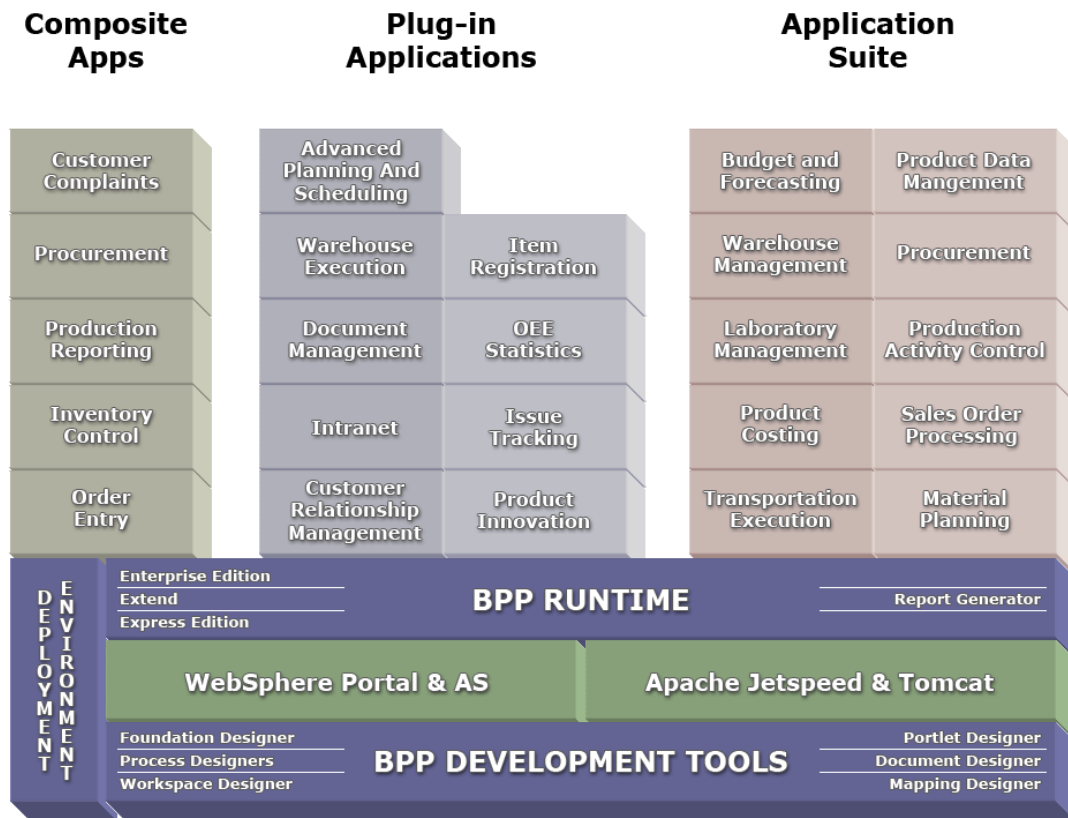 Composite
Apps
Plug-in
Applications
Application
Suite
Customer
Complaints
Procurement
Production
Reporting
Inventory
Control
Order
Entry
Advanced
Planning And
Scheduling
Warehouse
Execution
Document
Management
Intranet
Customer
Relationship
Management
Item
Registration
OEE
Statistics
Issue
Tracking
Product
Innovation
Budget and
Forecasting
Warehouse
Management
Laboratory
Management
Product
Costing
Transportation
Execution
Product Data
Mangement
Procurement
Production
Activity Control
Sales Order
Processing
Material
Planning
DEPLOYMENT
ENVIRONMENT
Enterprise Edition
Extend
Express Edition
BPP RUNTIME
Report Generator
WebSphere Portal & AS
Apache Jetspeed & Tomcat
Foundation Designer
Process Designers
Workspace Designer
BPP DEVELOPMENT TOOLS
Portlet Designer
Document Designer
Mapping Designer